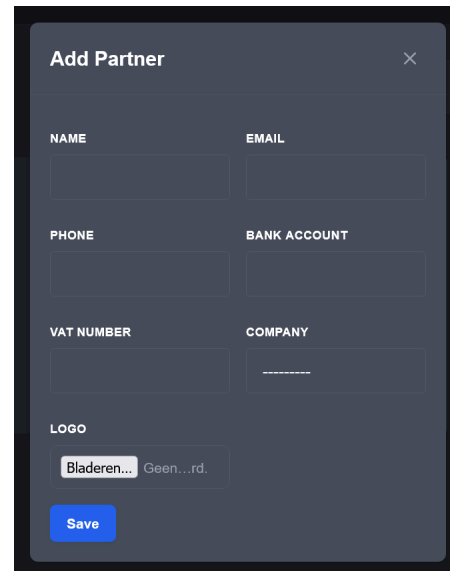 Add Partner
NAME EMAIL
PHONE BANK ACCOUNT
VAT NUMBER COMPANY
---------
LOGO
Bladeren... Geen...rd.
Save